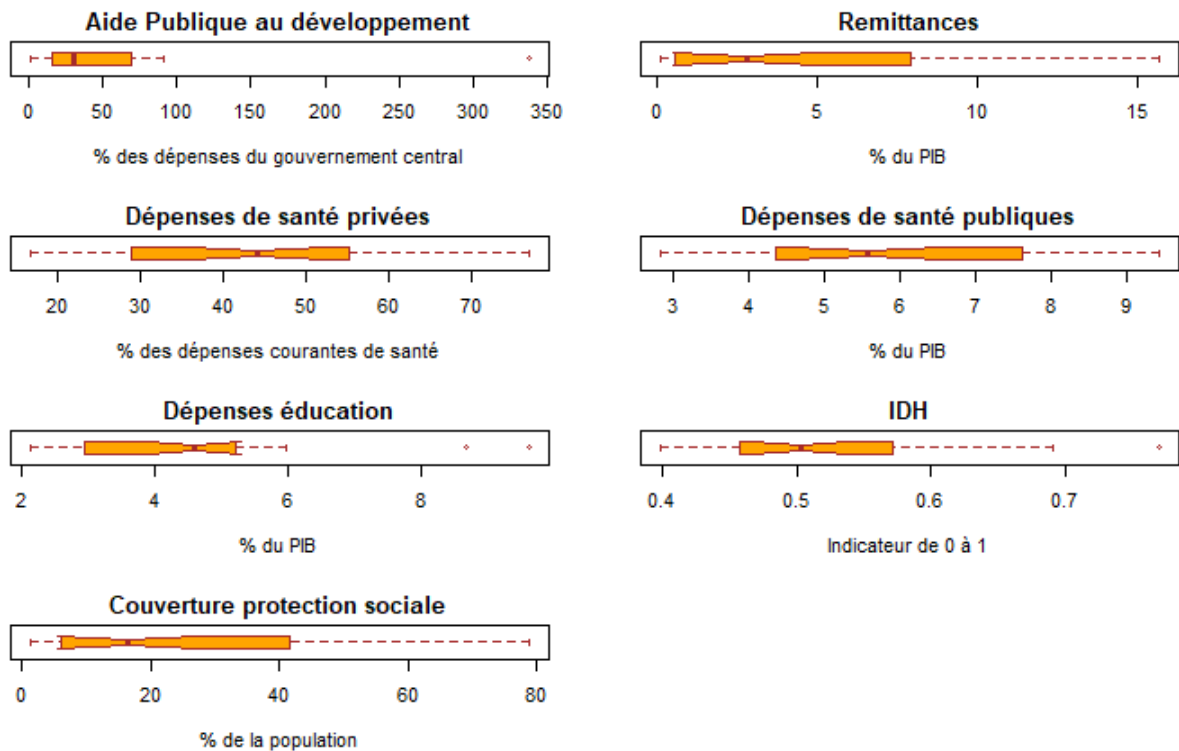 Aide Publique au développement
0 50 100 150 200 250 300 350
% des dépenses du gouvernement central
Remittances
0 5 10 15
% du PIB
Dépenses de santé privées
20 30 40 50 60 70
% des dépenses courantes de santé
Dépenses de santé publiques
3 4 5 6 7 8 9
% du PIB
Dépenses éducation
2 4 6 8
% du PIB
IDH
0.4 0.5 0.6 0.7
Indicateur de 0 à 1
Couverture protection sociale
0 20 40 60 80
% de la population